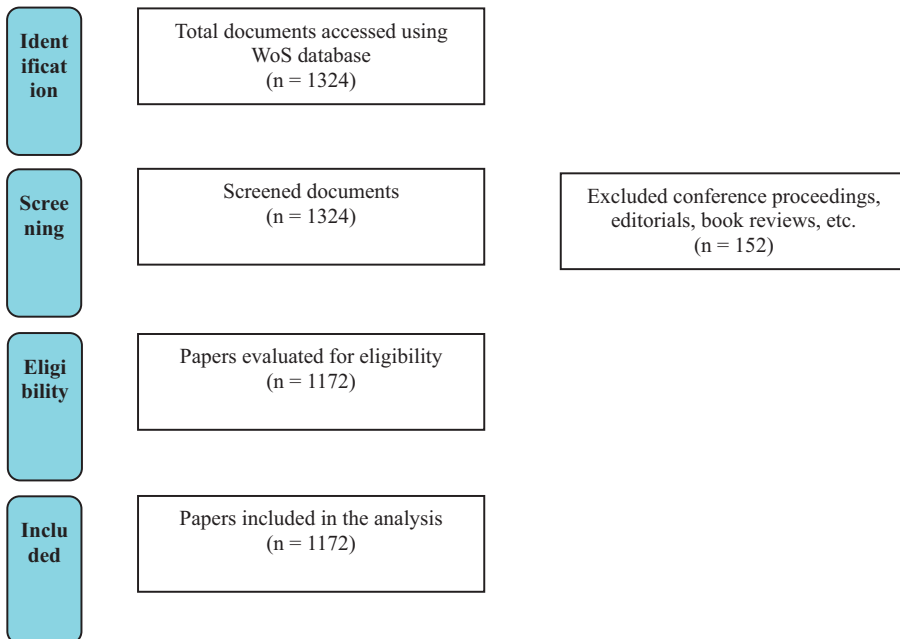 Ident
ificat
ion
Total documents accessed using
WoS database
(n = 1324)
Scree
ning
Screened documents
(n = 1324)
Excluded conference proceedings,
editorials, book reviews, etc.
(n = 152)
Eligi
bility
Papers evaluated for eligibility
(n = 1172)
Inclu
ded
Papers included in the analysis
(n = 1172)